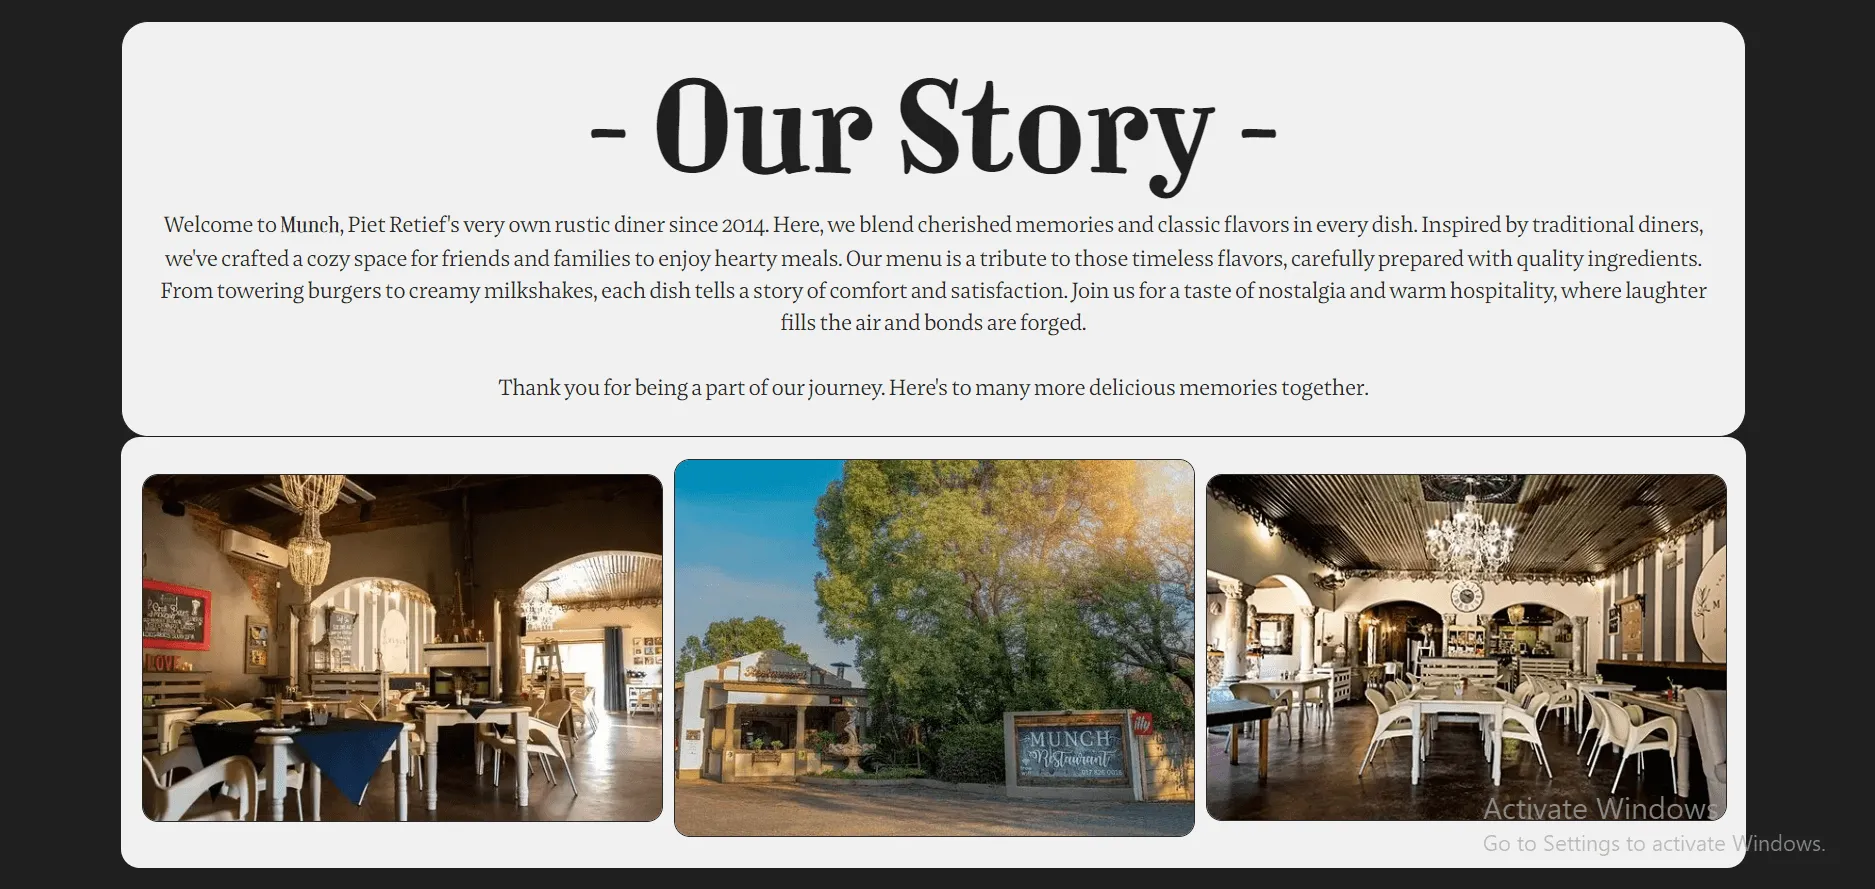 - Our Story -
Welcome to Munch, Piet Retief's very own rustic diner since 2014. Here, we blend cherished memories and classic flavors in every dish. Inspired by traditional diners,
we've crafted a cozy space for friends and families to enjoy hearty meals. Our menu is a tribute to those timeless flavors, carefully prepared with quality ingredients.
From towering burgers to creamy milkshakes, each dish tells a story of comfort and satisfaction. Join us for a taste of nostalgia and warm hospitality, where laughter
fills the air and bonds are forged.
Thank you for being a part of our journey. Here's to many more delicious memories together.
LOVE
Restaurant
illy
MUNCH
Restaurant
017 826 0016
M
Activate Windows
Go to Settings to activate Windows.